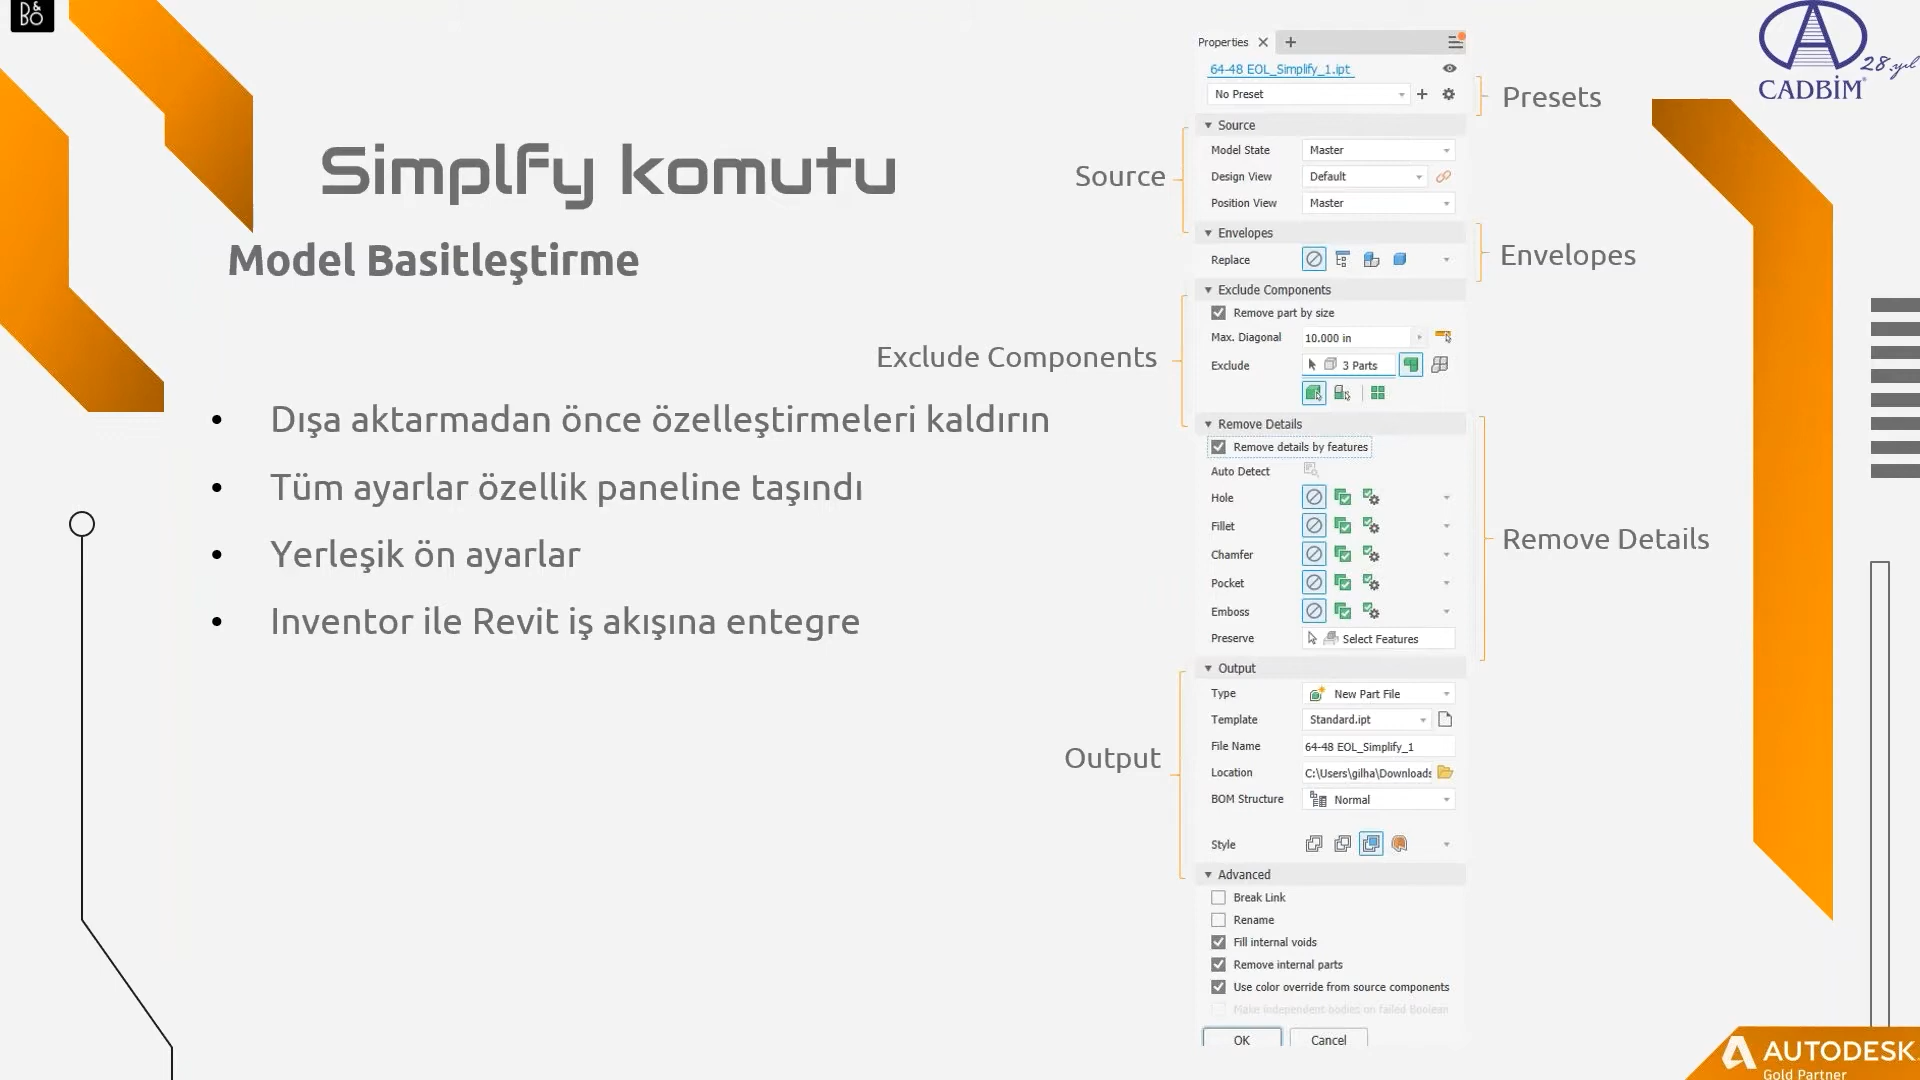 B&O
CADBİM
28.yıl
Simplfy komutu
Model Basitleştirme
• Dışa aktarmadan önce özelleştirmeleri kaldırın
• Tüm ayarlar özellik paneline taşındı
• Yerleşik ön ayarlar
• Inventor ile Revit iş akışına entegre
Presets
Source
Envelopes
Exclude Components
Remove Details
Output
Properties
64-48 EOL_Simplify_1.ipt
No Preset
Source
Model State Master
Design View Default
Position View Master
Envelopes
Replace
Exclude Components
Remove part by size
Max. Diagonal 10.000 in
Exclude 3 Parts
Remove Details
Remove details by features
Auto Detect
Hole
Fillet
Chamfer
Pocket
Emboss
Preserve Select Features
Output
Type New Part File
Template Standard.ipt
File Name 64-48 EOL_Simplify_1
Location C:\Users\gilha\Downloads
BOM Structure Normal
Style
Advanced
Break Link
Rename
Fill internal voids
Remove internal parts
Use color override from source components
Make independent bodies on failed Boolean
OK Cancel
AUTODESK
Gold Partner